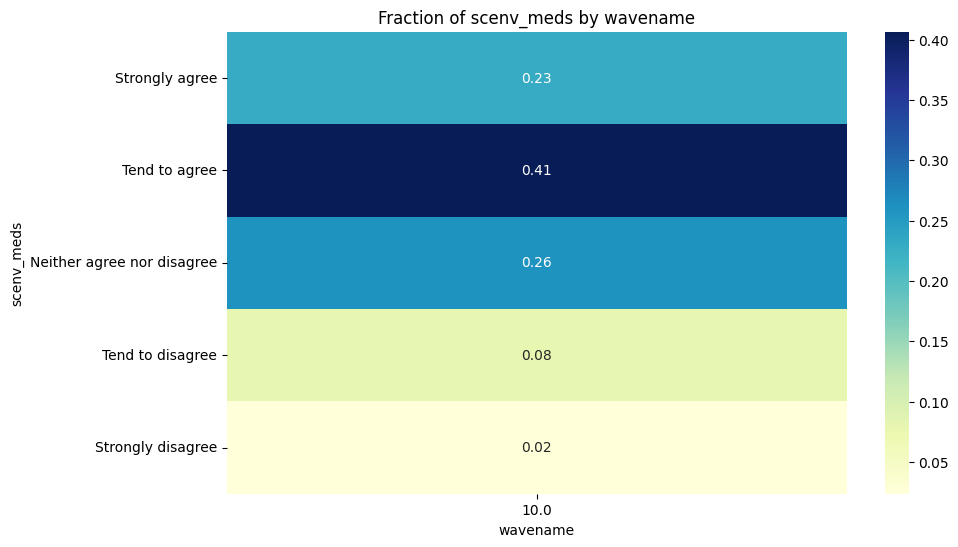 Fraction of scenv_meds by wavename
scenv_meds
Strongly agree
0.23
Tend to agree
0.41
Neither agree nor disagree
0.26
Tend to disagree
0.08
Strongly disagree
0.02
10.0
wavename
0.40
0.35
0.30
0.25
0.20
0.15
0.10
0.05